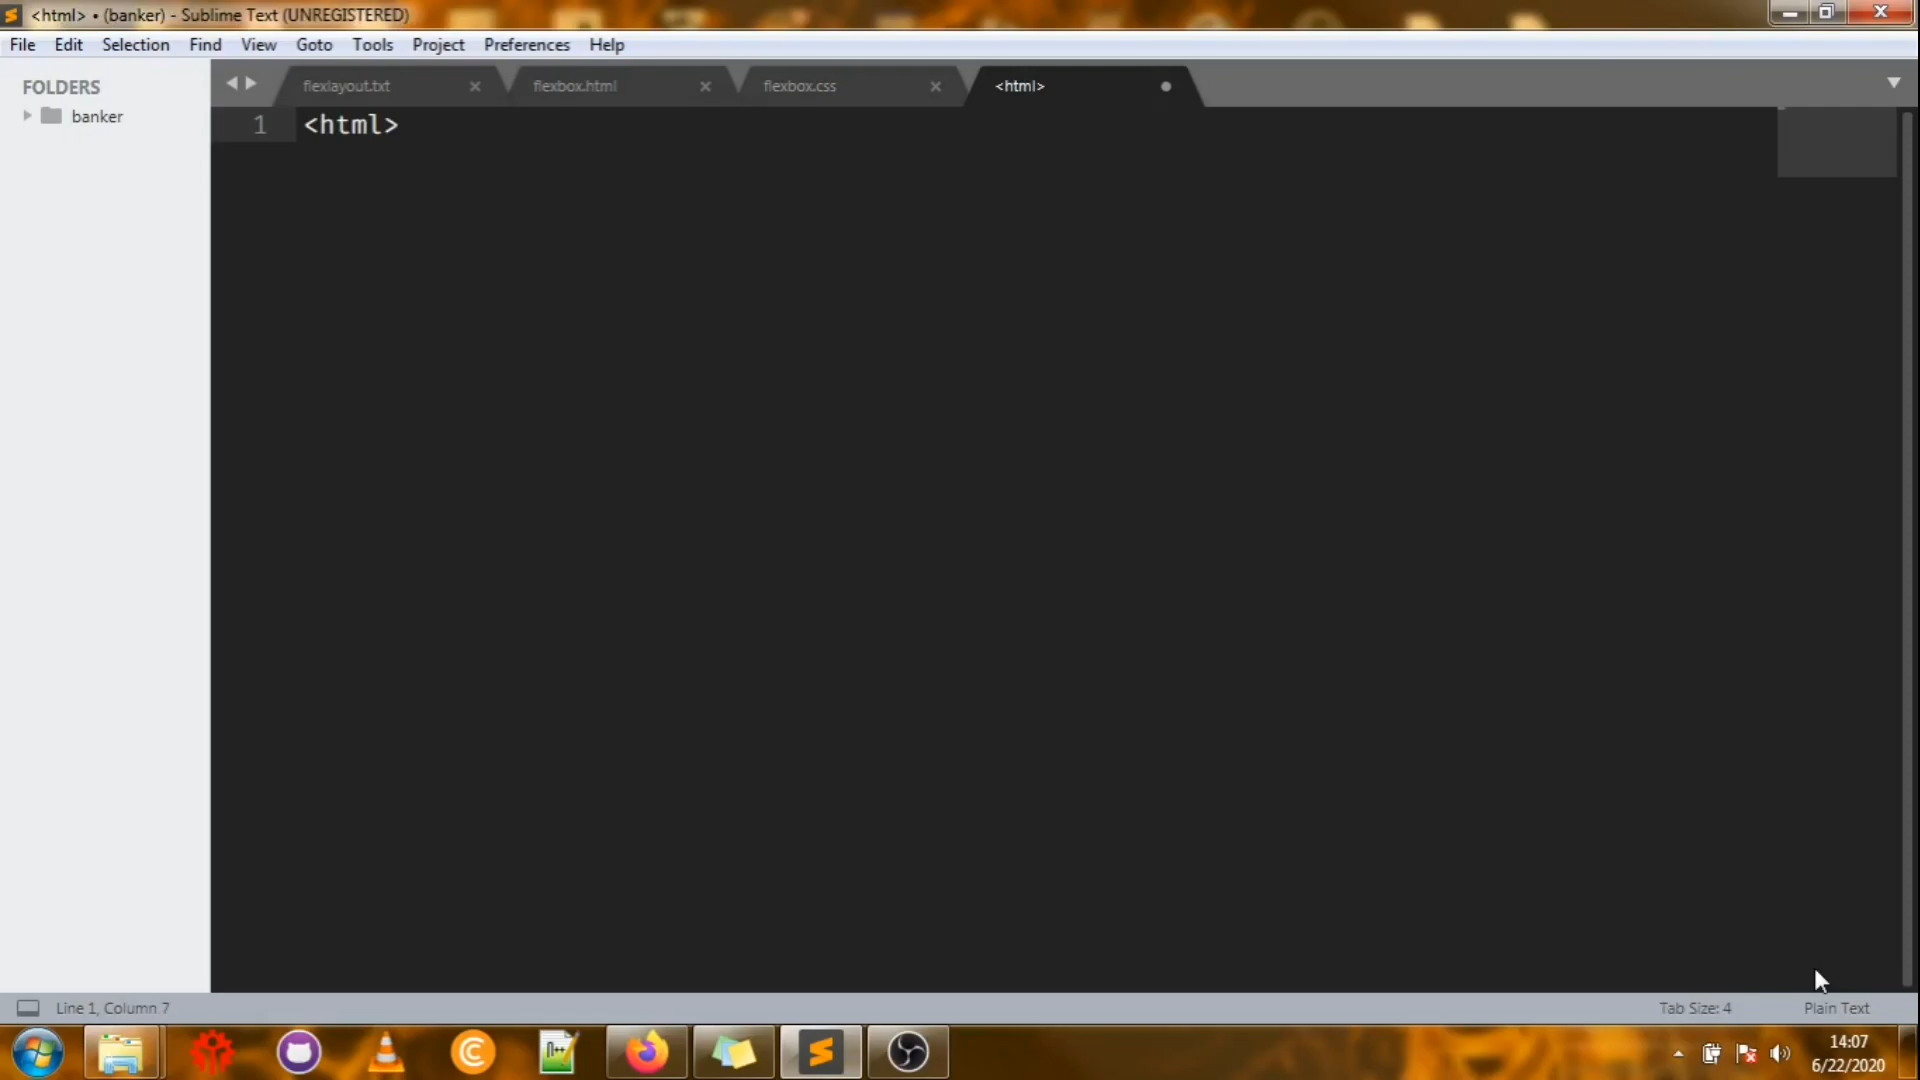 <html> • (banker) - Sublime Text (UNREGISTERED)
File Edit Selection Find View Goto Tools Project Preferences Help
FOLDERS
banker
flexlayout.txt flexbox.html flexbox.css <html>
1 <html>
Line 1, Column 7 Tab Size: 4 Plain Text
14:07
6/22/2020